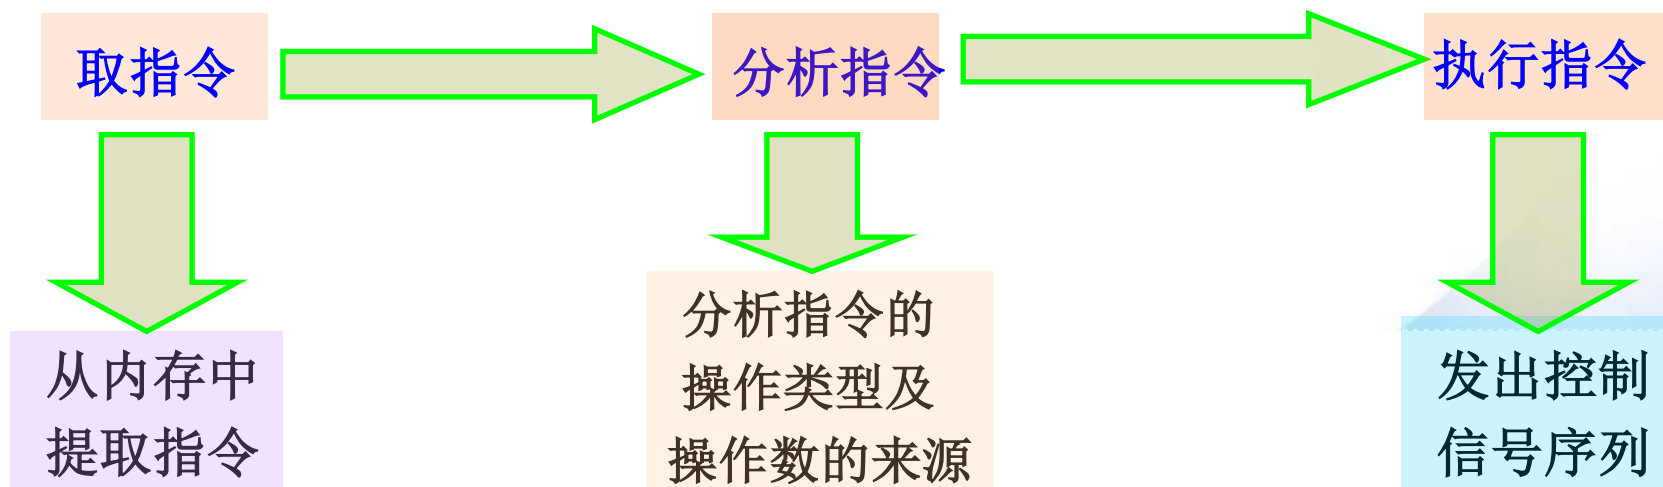 取指令
分析指令
执行指令
从内存中
提取指令
分析指令的
操作类型及
操作数的来源
发出控制
信号序列